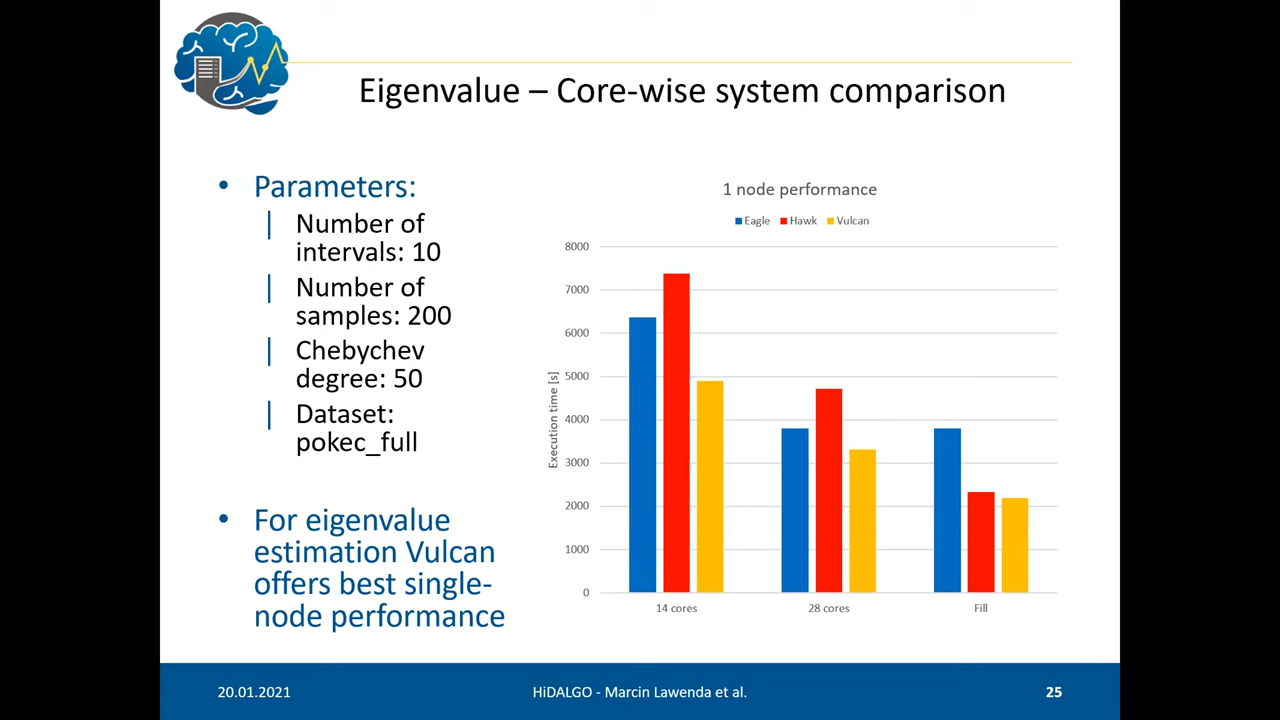 Eigenvalue – Core-wise system comparison
• Parameters:
Number of
intervals: 10
Number of
samples: 200
Chebychev
degree: 50
Dataset:
pokec_full
• For eigenvalue
estimation Vulcan
offers best single-
node performance
1 node performance
Eagle Hawk Vulcan
Execution time [s]
8000
7000
6000
5000
4000
3000
2000
1000
0
14 cores 28 cores Fill
20.01.2021 HiDALGO - Marcin Lawenda et al. 25